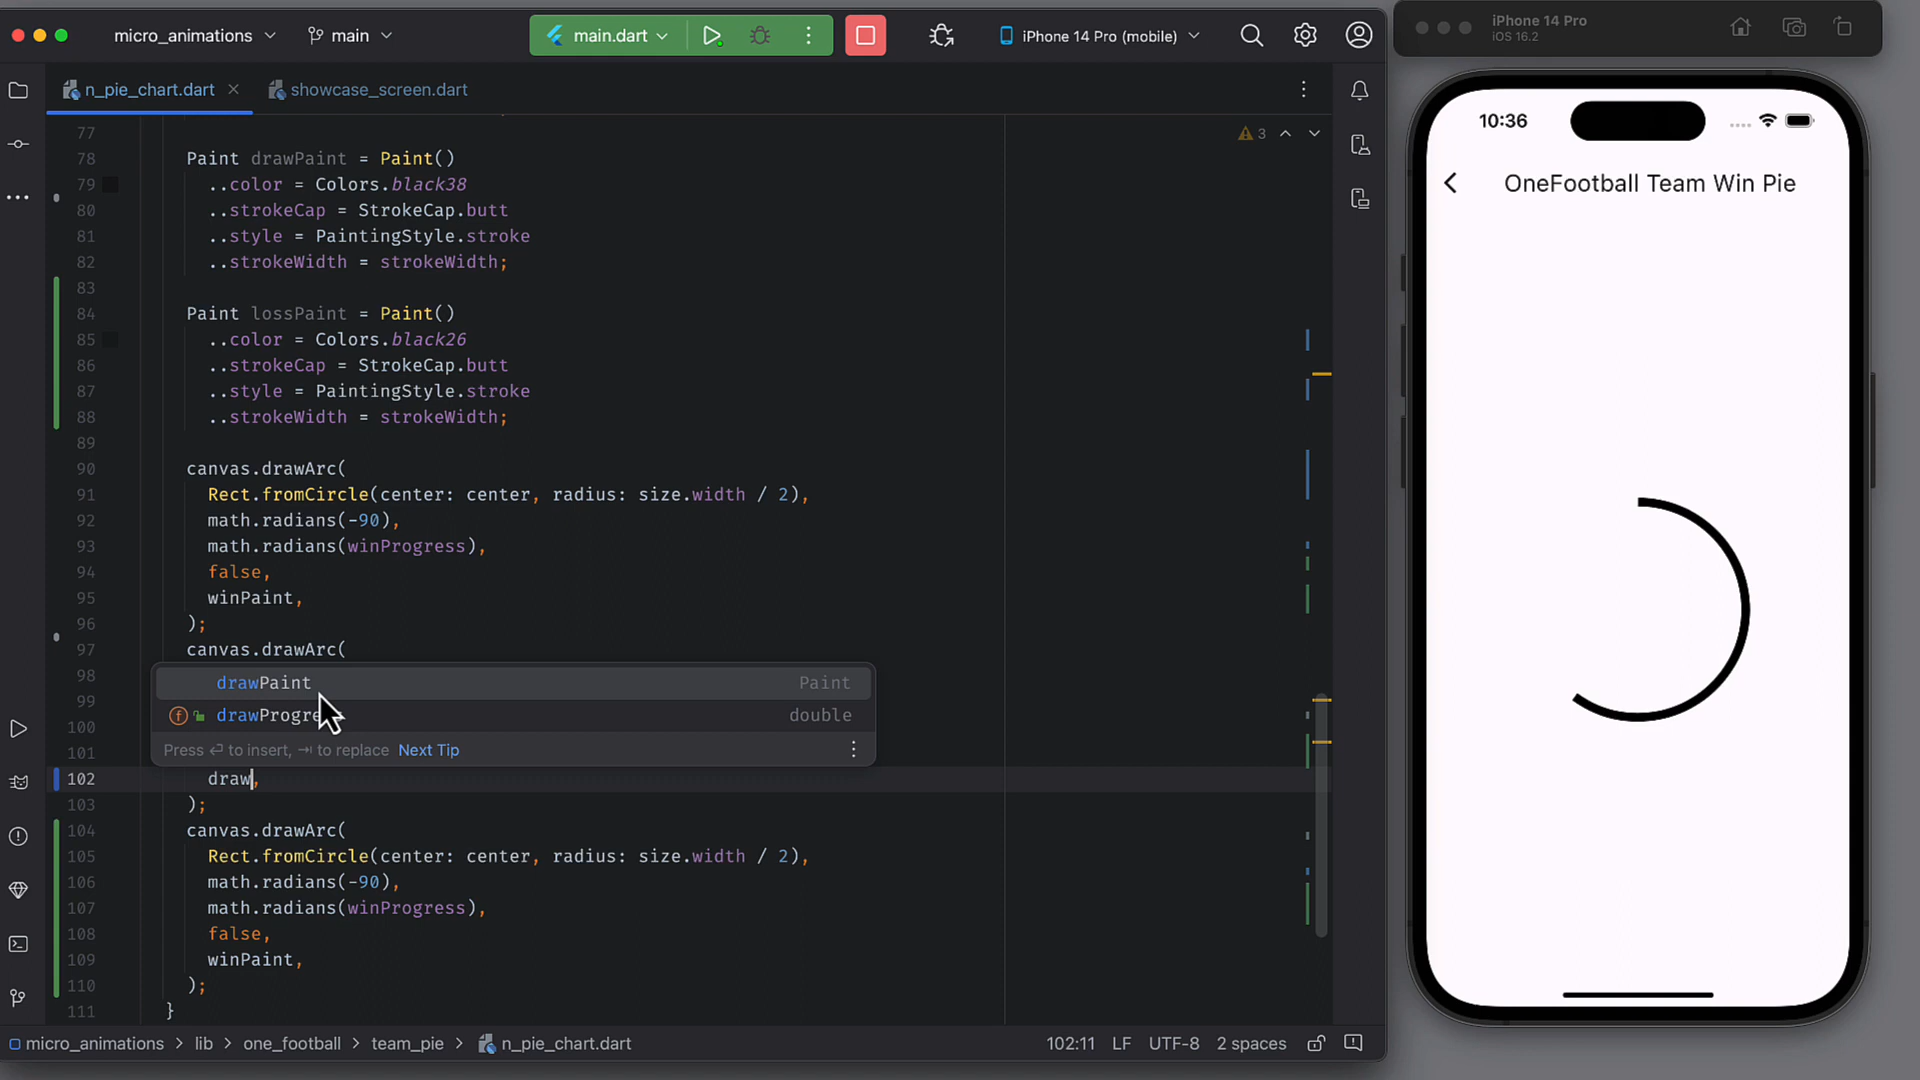 micro_animations
main
main.dart
iPhone 14 Pro (mobile)
iPhone 14 Pro
iOS 16.2
n_pie_chart.dart
showcase_screen.dart
3
77
78 Paint drawPaint = Paint()
79 ..color = Colors.black38
80 ..strokeCap = StrokeCap.butt
81 ..style = PaintingStyle.stroke
82 ..strokeWidth = strokeWidth;
83
84 Paint lossPaint = Paint()
85 ..color = Colors.black26
86 ..strokeCap = StrokeCap.butt
87 ..style = PaintingStyle.stroke
88 ..strokeWidth = strokeWidth;
89
90 canvas.drawArc(
91 Rect.fromCircle(center: center, radius: size.width / 2),
92 math.radians(-90),
93 math.radians(winProgress),
94 false,
95 winPaint,
96 );
97 canvas.drawArc(
98
99
100
101
drawPaint Paint
f drawProgre double
Press ⏎ to insert, ⇥ to replace Next Tip
102 draw,
103 );
104 canvas.drawArc(
105 Rect.fromCircle(center: center, radius: size.width / 2),
106 math.radians(-90),
107 math.radians(winProgress),
108 false,
109 winPaint,
110 );
111 }
micro_animations > lib > one_football > team_pie > n_pie_chart.dart
102:11 LF UTF-8 2 spaces
10:36
OneFootball Team Win Pie